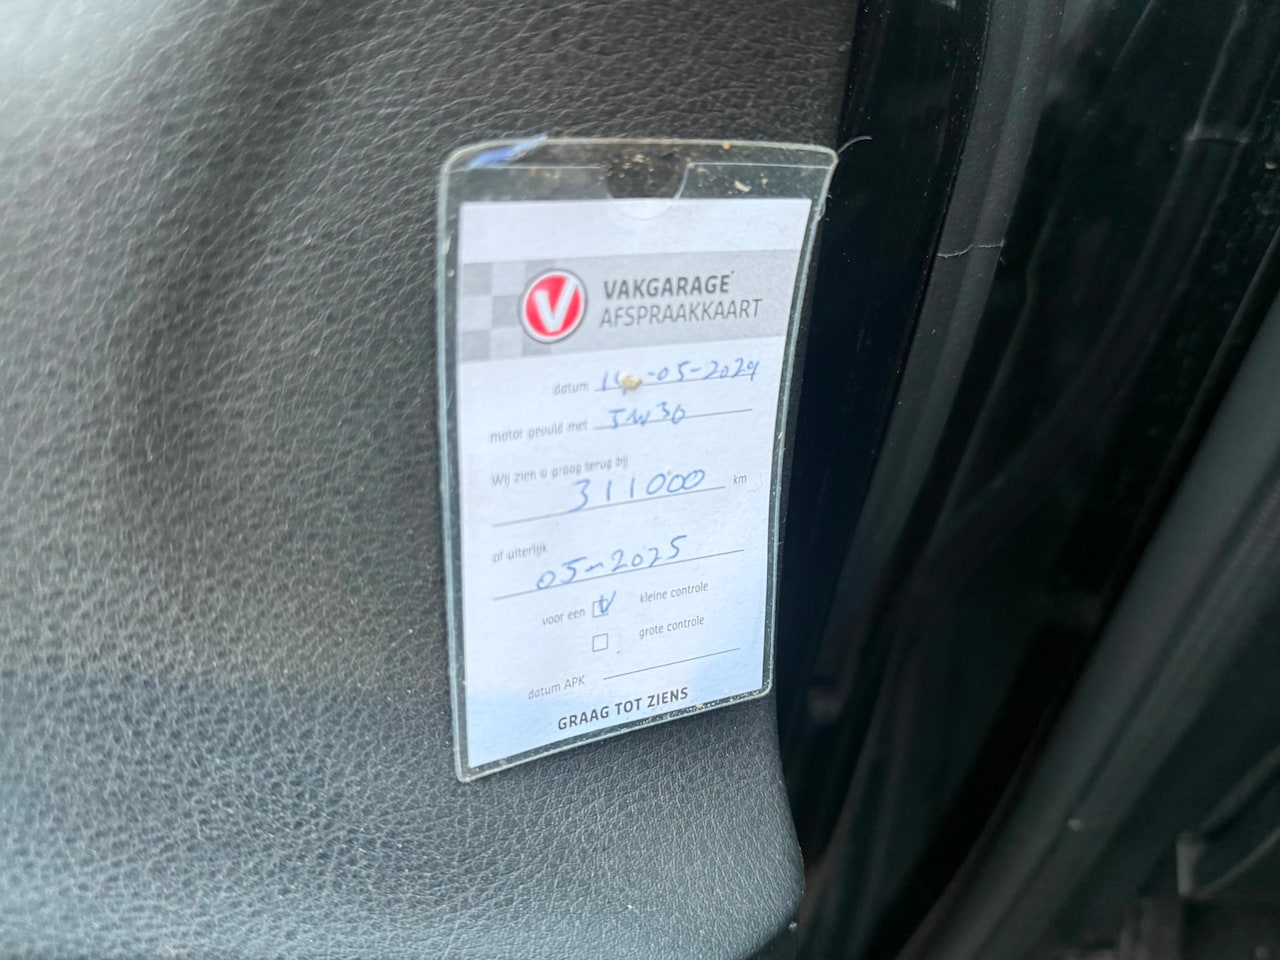 V VAKGARAGE
AFSPRAAKKAART
datum -05-2024
motor gevuld met 5W30
Wij zien u graag terug bij
311000 km
of uiterlijk
05-2025
voor een kleine controle
grote controle
datum APK
GRAAG TOT ZIENS